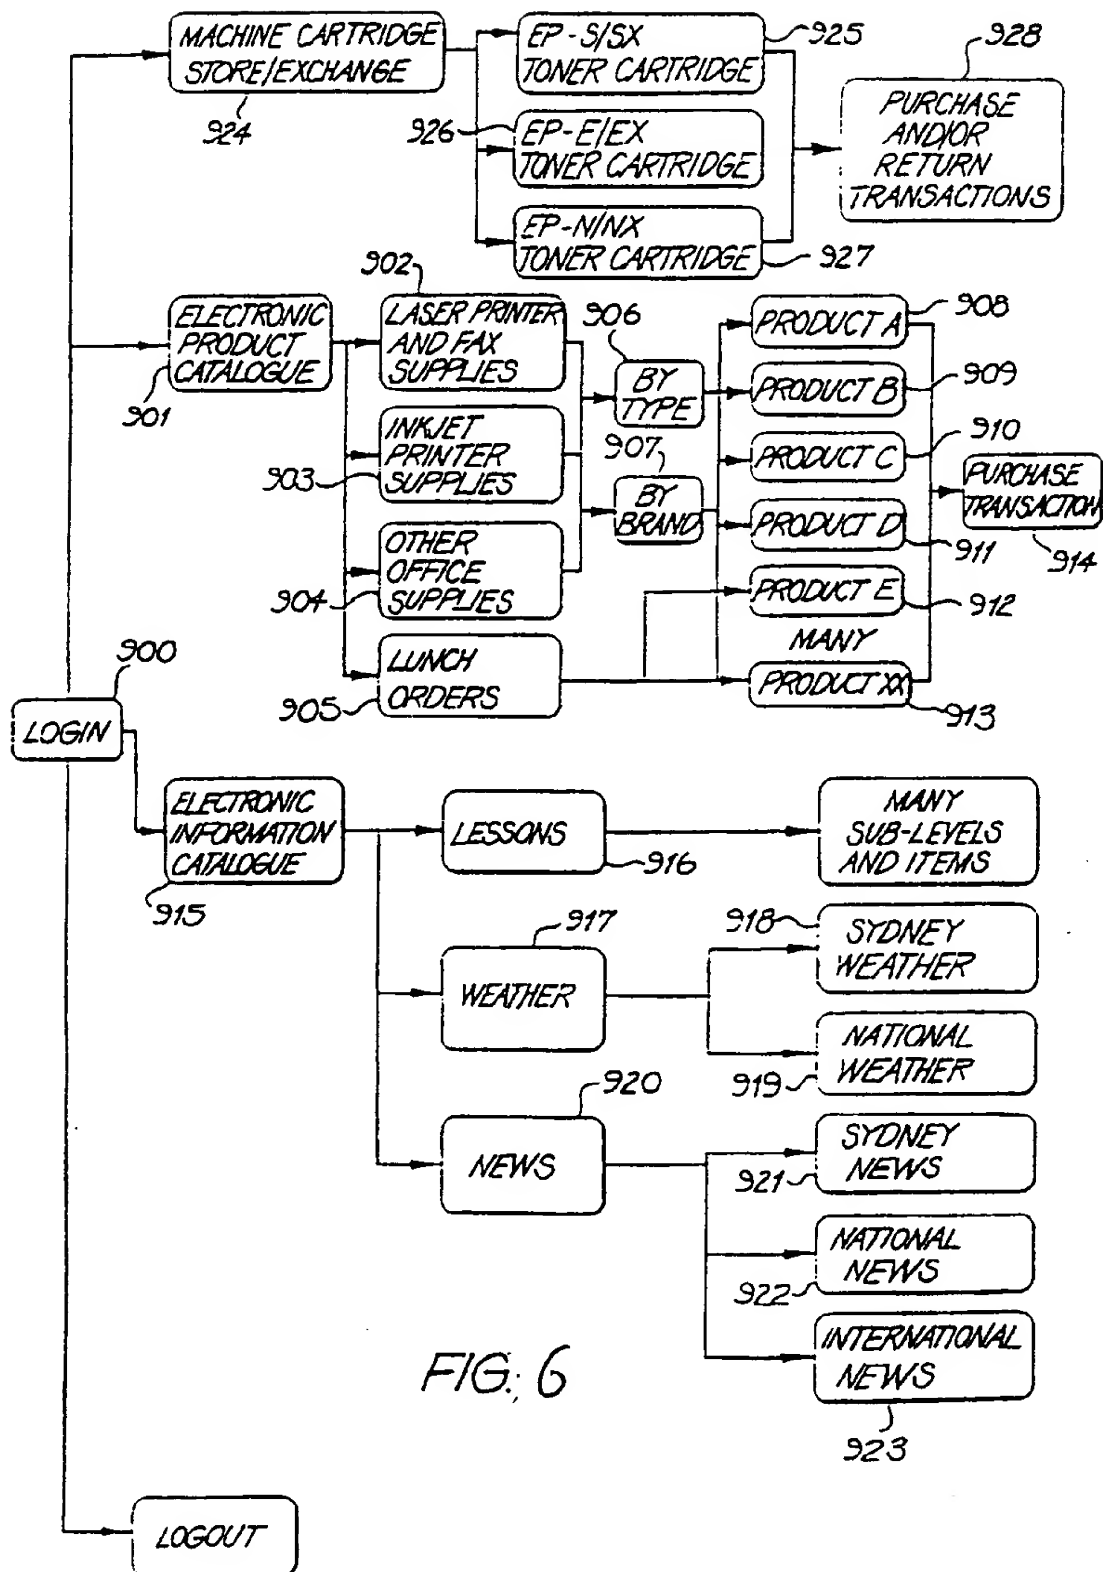 MACHINE CARTRIDGE
STORE/EXCHANGE
924
EP-S/SX
TONER CARTRIDGE
925
926
EP-E/EX
TONER CARTRIDGE
EP-N/NX
TONER CARTRIDGE
927
928
PURCHASE
AND/OR
RETURN
TRANSACTIONS
ELECTRONIC
PRODUCT
CATALOGUE
901
902
LASER PRINTER
AND FAX
SUPPLIES
INKJET
PRINTER
SUPPLIES
903
OTHER
OFFICE
SUPPLIES
904
LUNCH
ORDERS
905
906
BY
TYPE
907
BY
BRAND
PRODUCT A
908
PRODUCT B
909
PRODUCT C
910
PRODUCT D
911
PRODUCT E
912
MANY
PRODUCT XX
913
PURCHASE
TRANSACTION
914
900
LOGIN
ELECTRONIC
INFORMATION
CATALOGUE
915
LESSONS
916
MANY
SUB-LEVELS
AND ITEMS
917
WEATHER
918
SYDNEY
WEATHER
NATIONAL
WEATHER
919
920
NEWS
SYDNEY
NEWS
921
NATIONAL
NEWS
922
INTERNATIONAL
NEWS
923
FIG. 6
LOGOUT